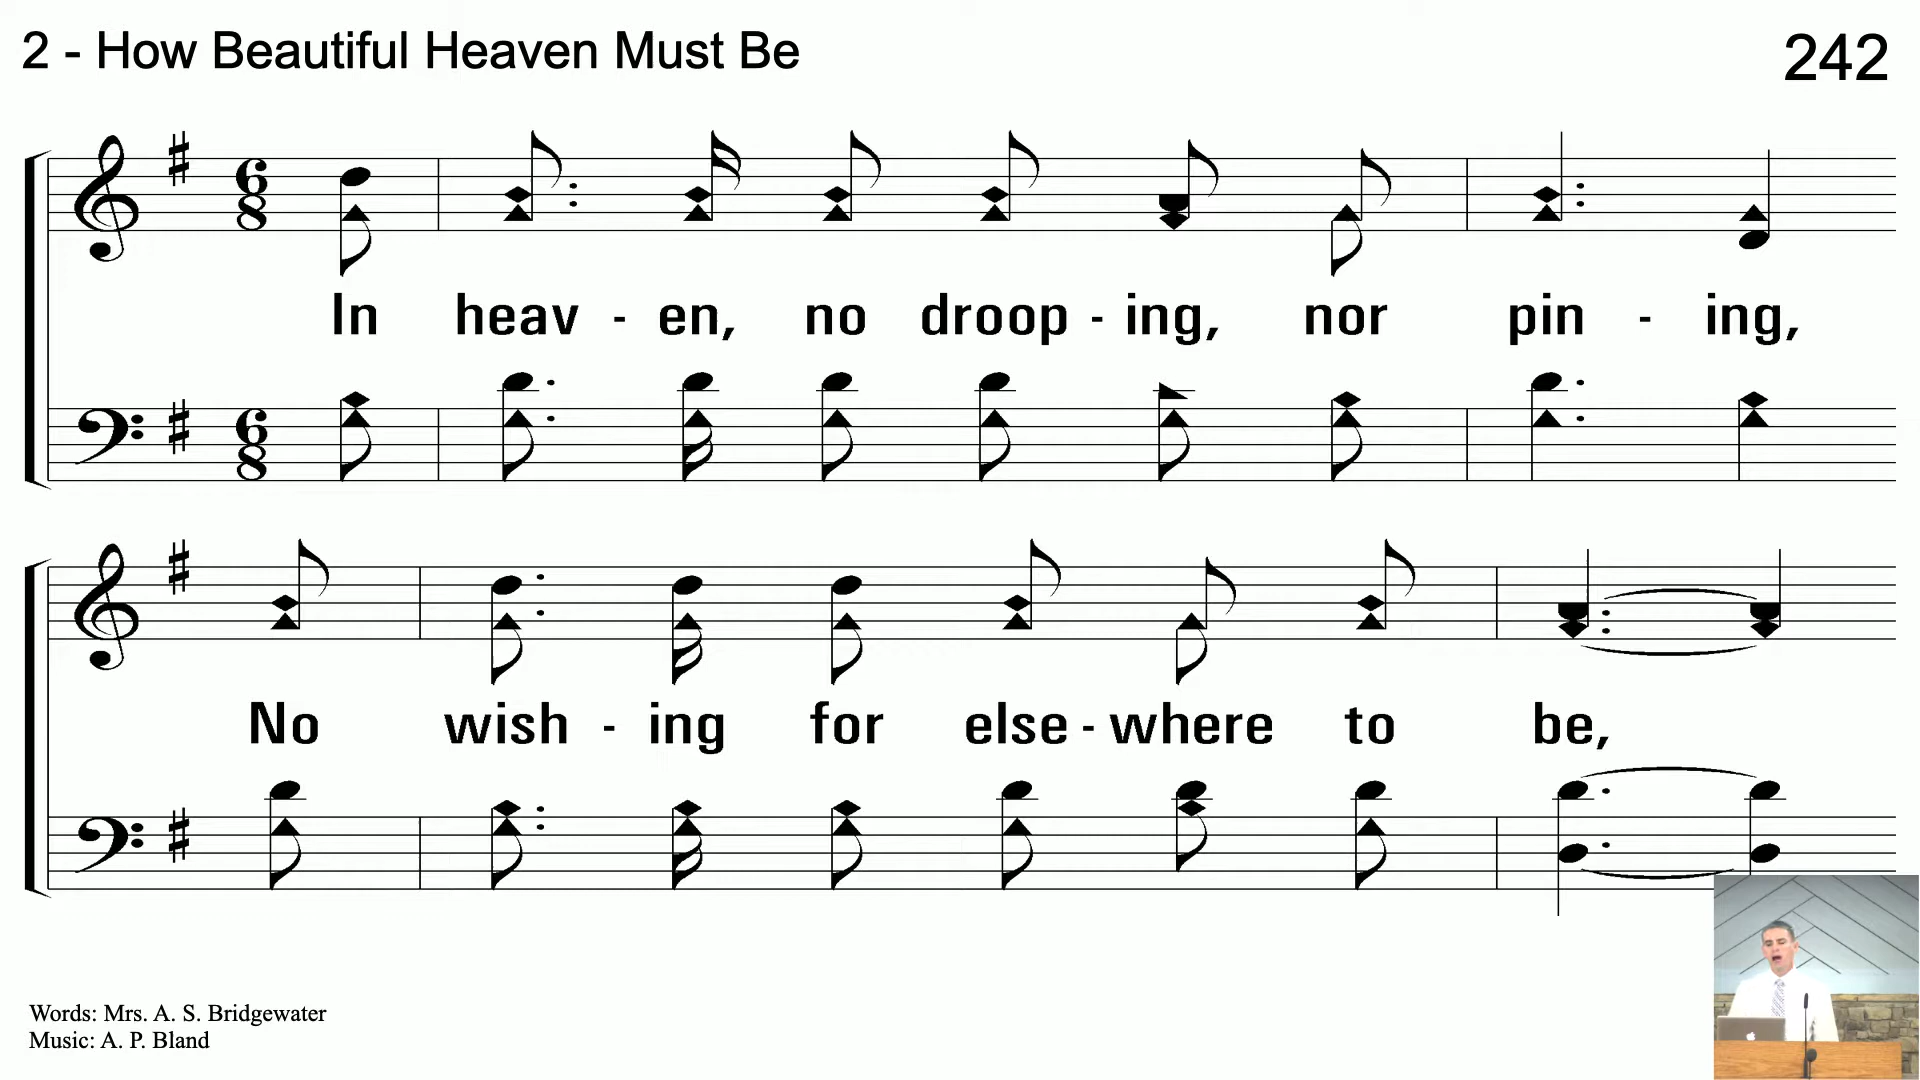 2 - How Beautiful Heaven Must Be
242
In heav - en, no droop - ing, nor pin - ing,
No wish - ing for else - where to be,
Words: Mrs. A. S. Bridgewater
Music: A. P. Bland